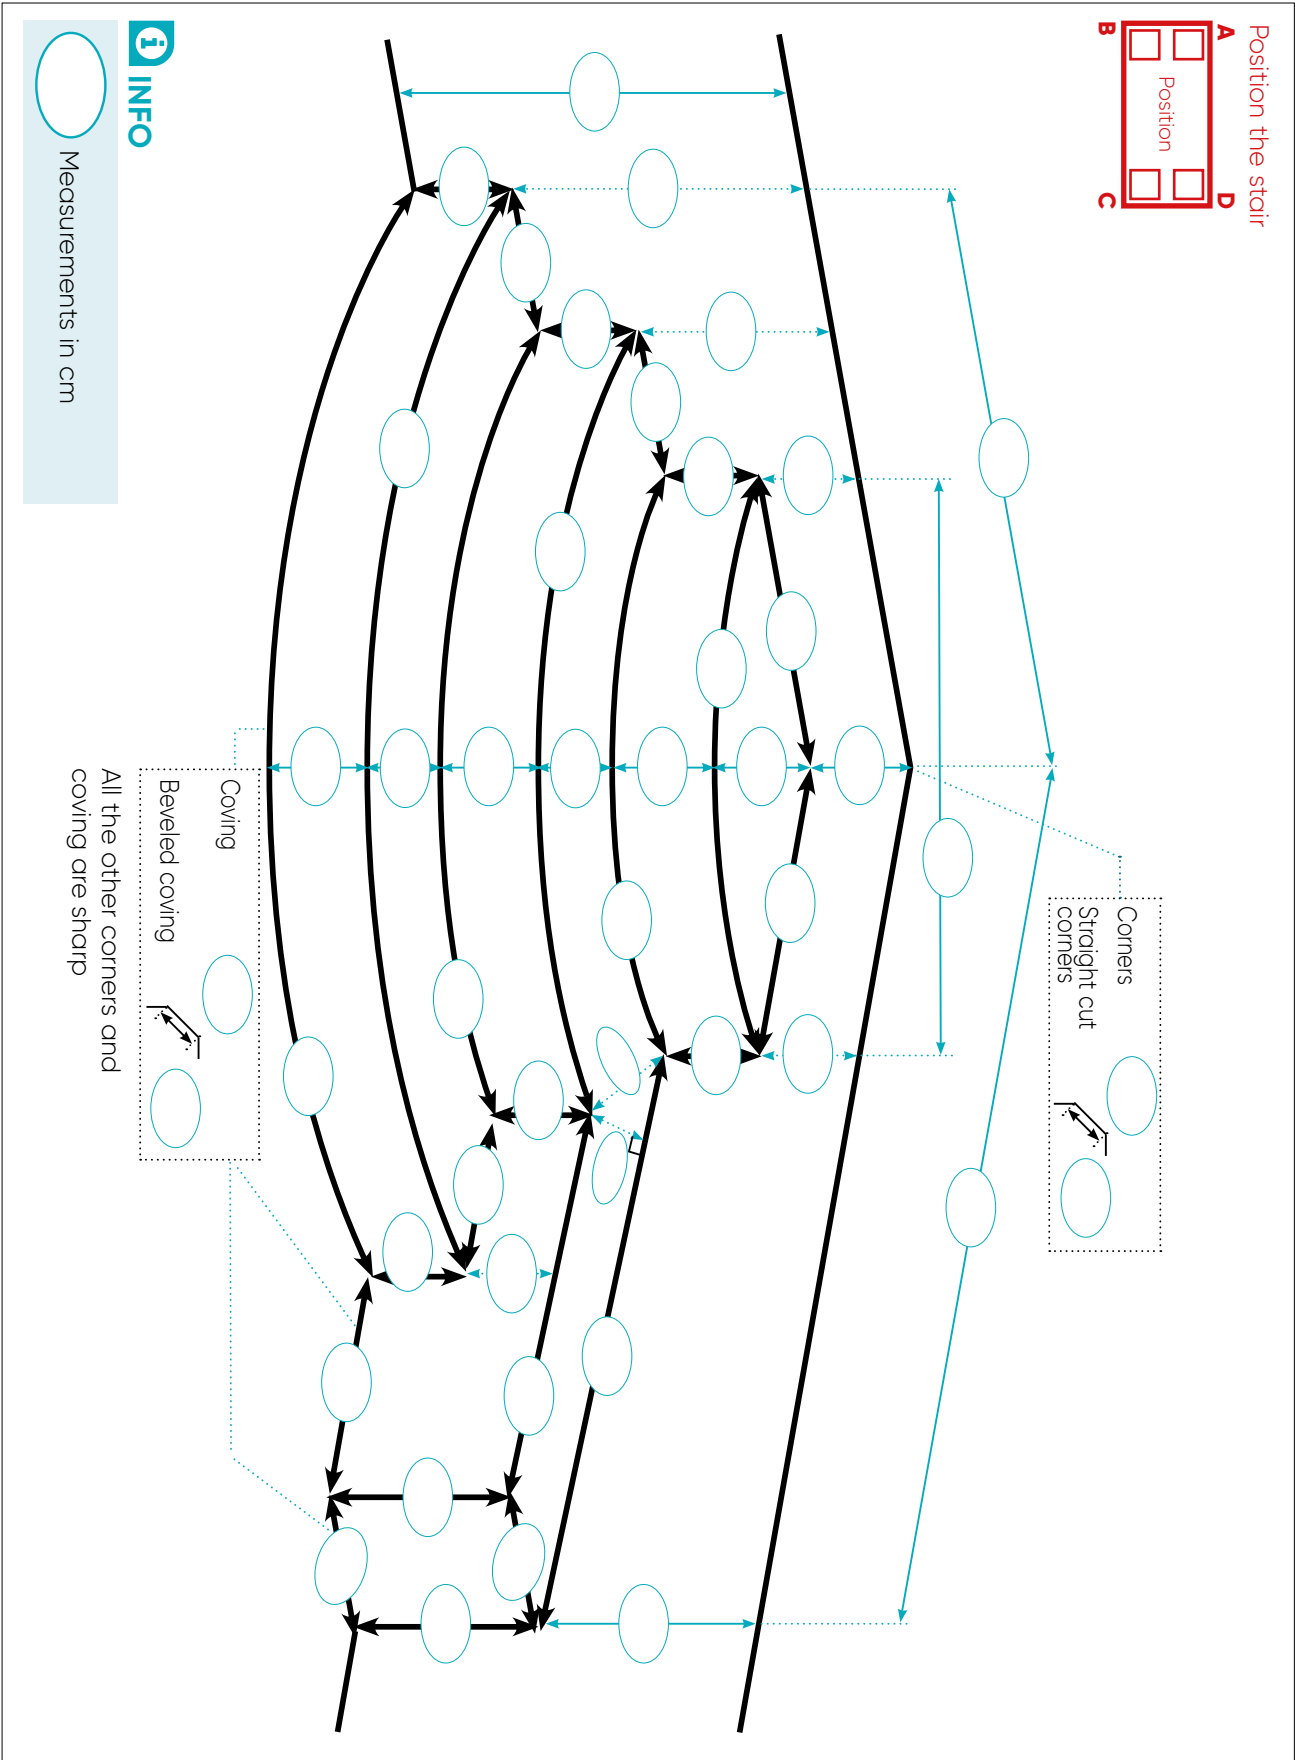 Position the stair
A
D
Position
B
C
Corners
Straight cut
corners
Coving
Beveled coving
All the other corners and
coving are sharp
i INFO
Measurements in cm